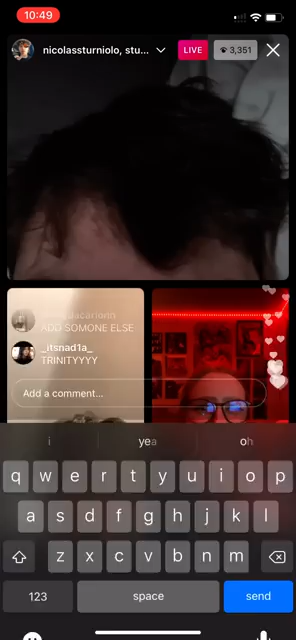 10:49
nicolassturniolo, stu...
LIVE
3,351
ADD SOMONE ELSE
_itsnad1a_
TRINITYYYY
Add a comment...
i yea oh
q w e r t y u i o p
a s d f g h j k l
z x c v b n m
123 space send